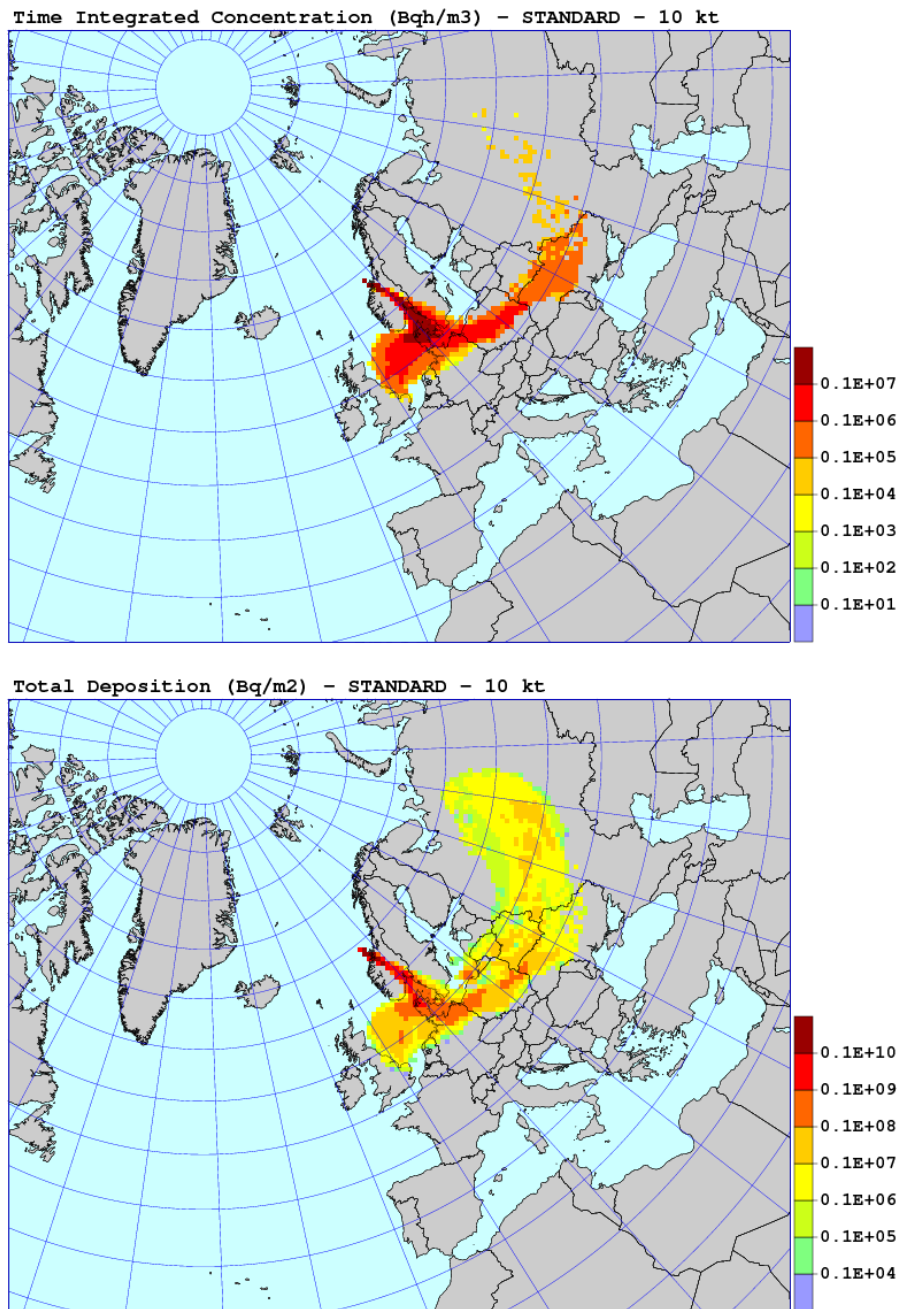 Time Integrated Concentration (Bqh/m3) – STANDARD – 10 kt
0.1E+07
0.1E+06
0.1E+05
0.1E+04
0.1E+03
0.1E+02
0.1E+01
Total Deposition (Bq/m2) – STANDARD – 10 kt
0.1E+10
0.1E+09
0.1E+08
0.1E+07
0.1E+06
0.1E+05
0.1E+04